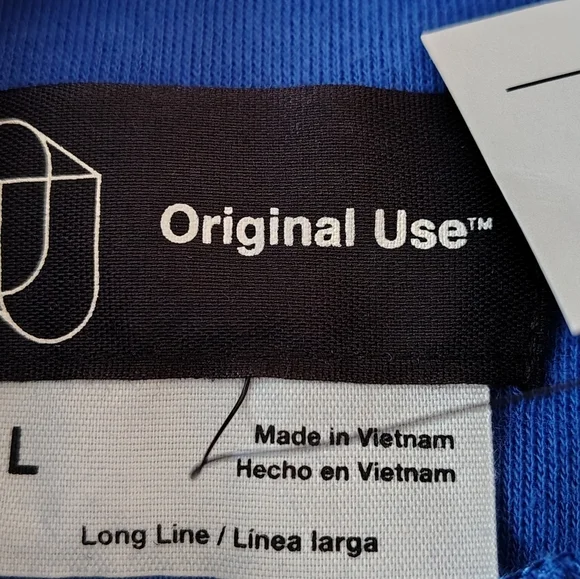 Original Use™
L
Made in Vietnam
Hecho en Vietnam
Long Line / Línea larga